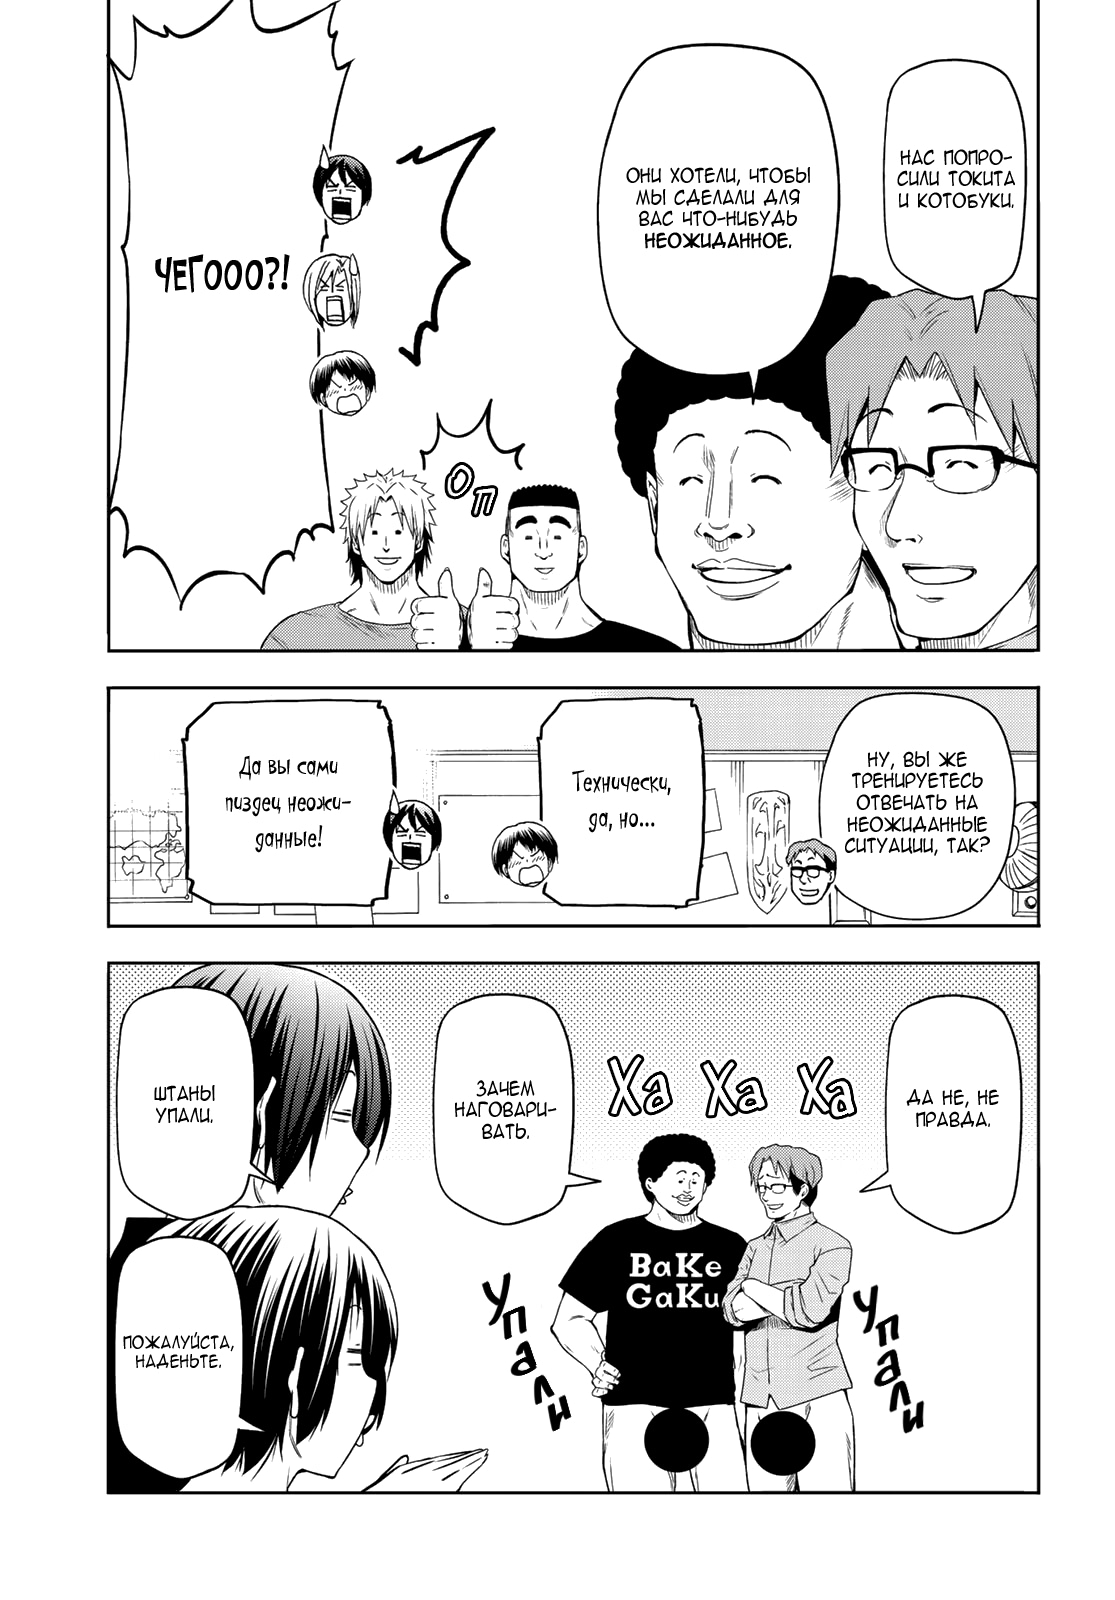 НАС ПОПРО-
СИЛИ ТОКИТА
И КОТОБУКИ.
ОНИ ХОТЕЛИ, ЧТОБЫ
МЫ СДЕЛАЛИ ДЛЯ
ВАС ЧТО-НИБУДЬ
НЕОЖИДАННОЕ.
ОП
ЧЕГООО?!
НУ, ВЫ ЖЕ
ТРЕНИРУЕТЕСЬ
ОТВЕЧАТЬ НА
НЕОЖИДАННЫЕ
СИТУАЦИИ, ТАК?
Технически,
да, но...
Да вы сами
пиздец неожи-
данные!
ДА НЕ, НЕ
ПРАВДА.
Ха Ха Ха
ЗАЧЕМ
НАГОВАРИ-
ВАТЬ.
BaKe
GaKu
упали
упали
ШТАНЫ
УПАЛИ.
ПОЖАЛУЙСТА,
НАДЕНЬТЕ.